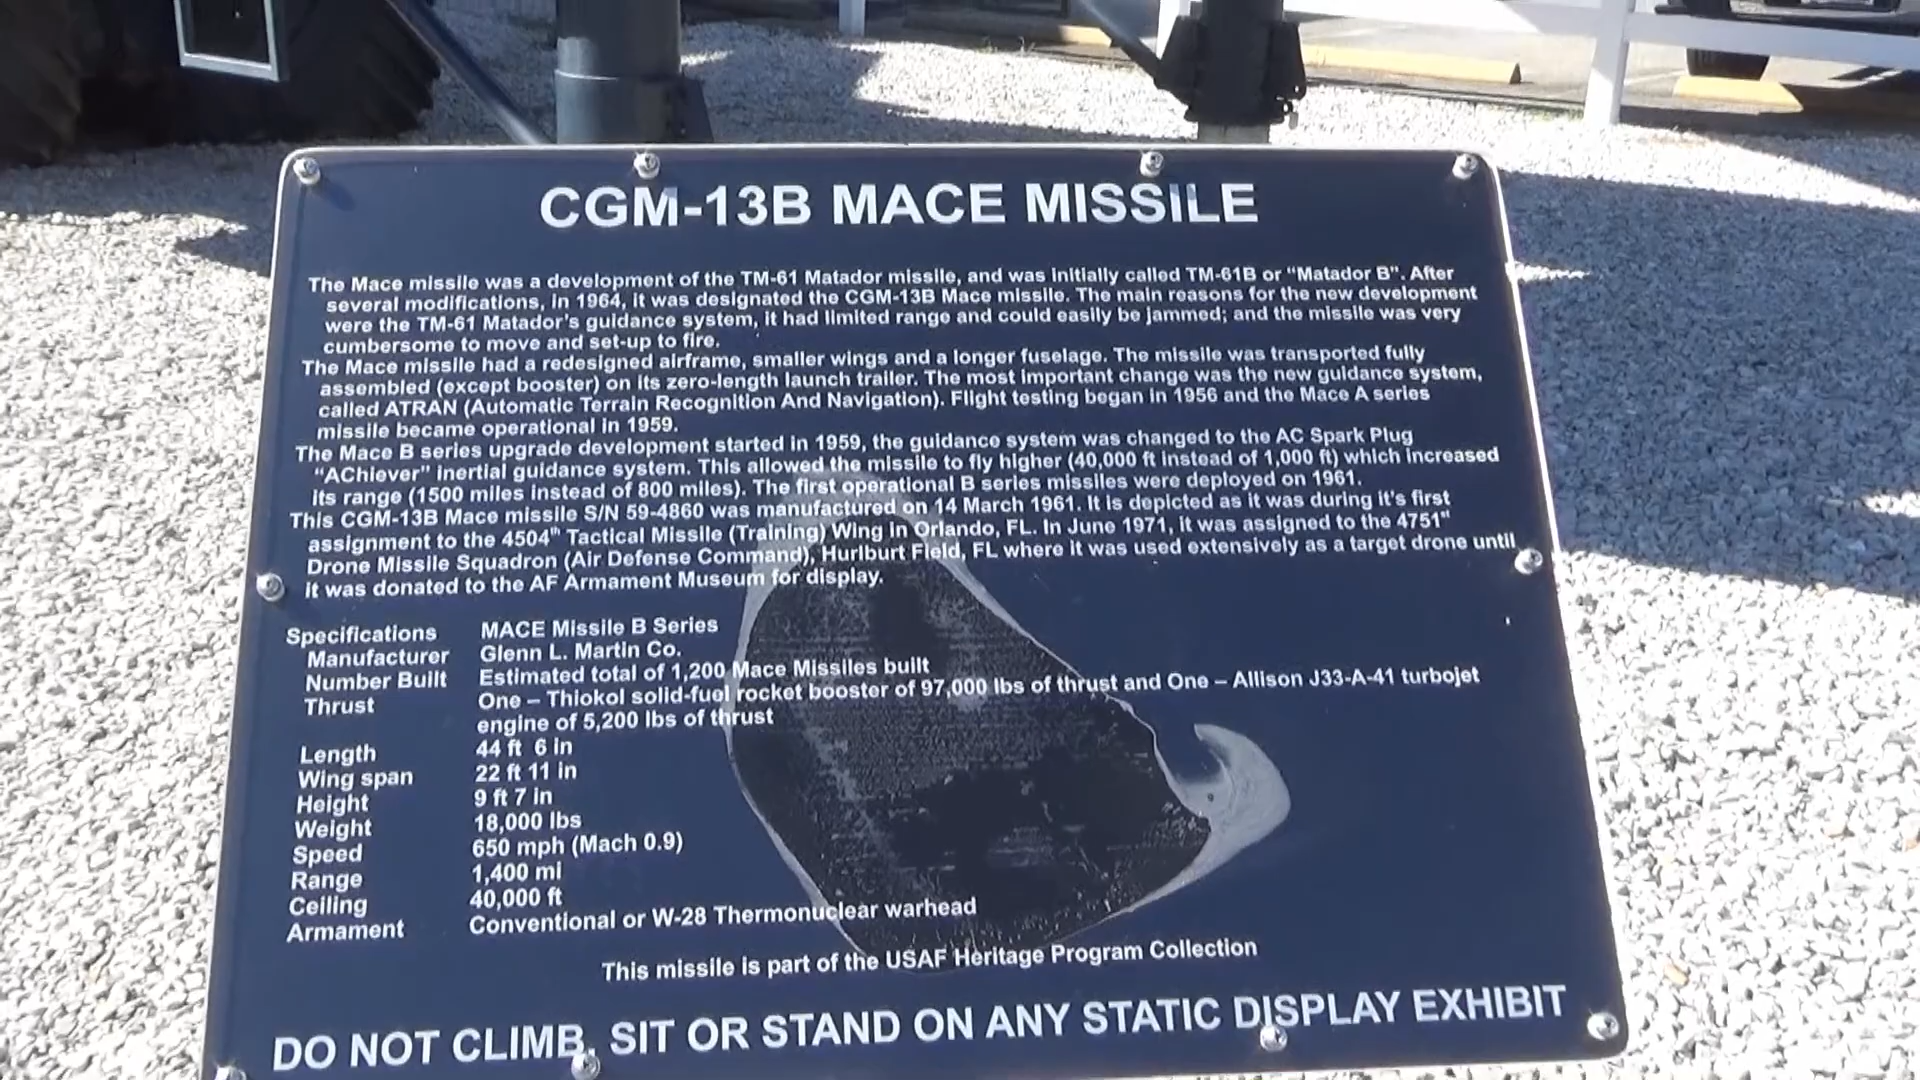 CGM-13B MACE MISSILE
The Mace missile was a development of the TM-61 Matador missile, and was initially called TM-61B or “Matador B”. After
several modifications, in 1964, it was designated the CGM-13B Mace missile. The main reasons for the new development
were the TM-61 Matador’s guidance system, it had limited range and could easily be jammed; and the missile was very
cumbersome to move and set-up to fire.
The Mace missile had a redesigned airframe, smaller wings and a longer fuselage. The missile was transported fully
assembled (except booster) on its zero-length launch trailer. The most important change was the new guidance system,
called ATRAN (Automatic Terrain Recognition And Navigation). Flight testing began in 1956 and the Mace A series
missile became operational in 1959.
The Mace B series upgrade development started in 1959, the guidance system was changed to the AC Spark Plug
“AChiever” inertial guidance system. This allowed the missile to fly higher (40,000 ft instead of 1,000 ft) which increased
its range (1500 miles instead of 800 miles). The first operational B series missiles were deployed on 1961.
This CGM-13B Mace missile S/N 59-4860 was manufactured on 14 March 1961. It is depicted as it was during it’s first
assignment to the 4504th Tactical Missile (Training) Wing in Orlando, FL. In June 1971, it was assigned to the 4751st
Drone Missile Squadron (Air Defense Command), Hurlburt Field, FL where it was used extensively as a target drone until
it was donated to the AF Armament Museum for display.
Specifications MACE Missile B Series
Manufacturer Glenn L. Martin Co.
Number Built Estimated total of 1,200 Mace Missiles built
Thrust One – Thiokol solid-fuel rocket booster of 97,000 lbs of thrust and One – Allison J33-A-41 turbojet
engine of 5,200 lbs of thrust
Length 44 ft 6 in
Wing span 22 ft 11 in
Height 9 ft 7 in
Weight 18,000 lbs
Speed 650 mph (Mach 0.9)
Range 1,400 mi
Ceiling 40,000 ft
Armament Conventional or W-28 Thermonuclear warhead
This missile is part of the USAF Heritage Program Collection
DO NOT CLIMB, SIT OR STAND ON ANY STATIC DISPLAY EXHIBIT